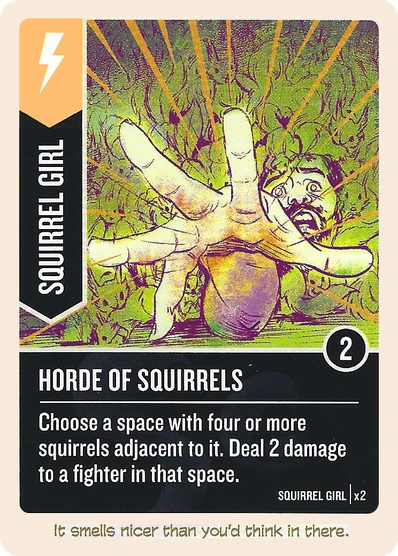 SQUIRREL GIRL
2
HORDE OF SQUIRRELS
Choose a space with four or more
squirrels adjacent to it. Deal 2 damage
to a fighter in that space.
SQUIRREL GIRL | x2
It smells nicer than you'd think in there.